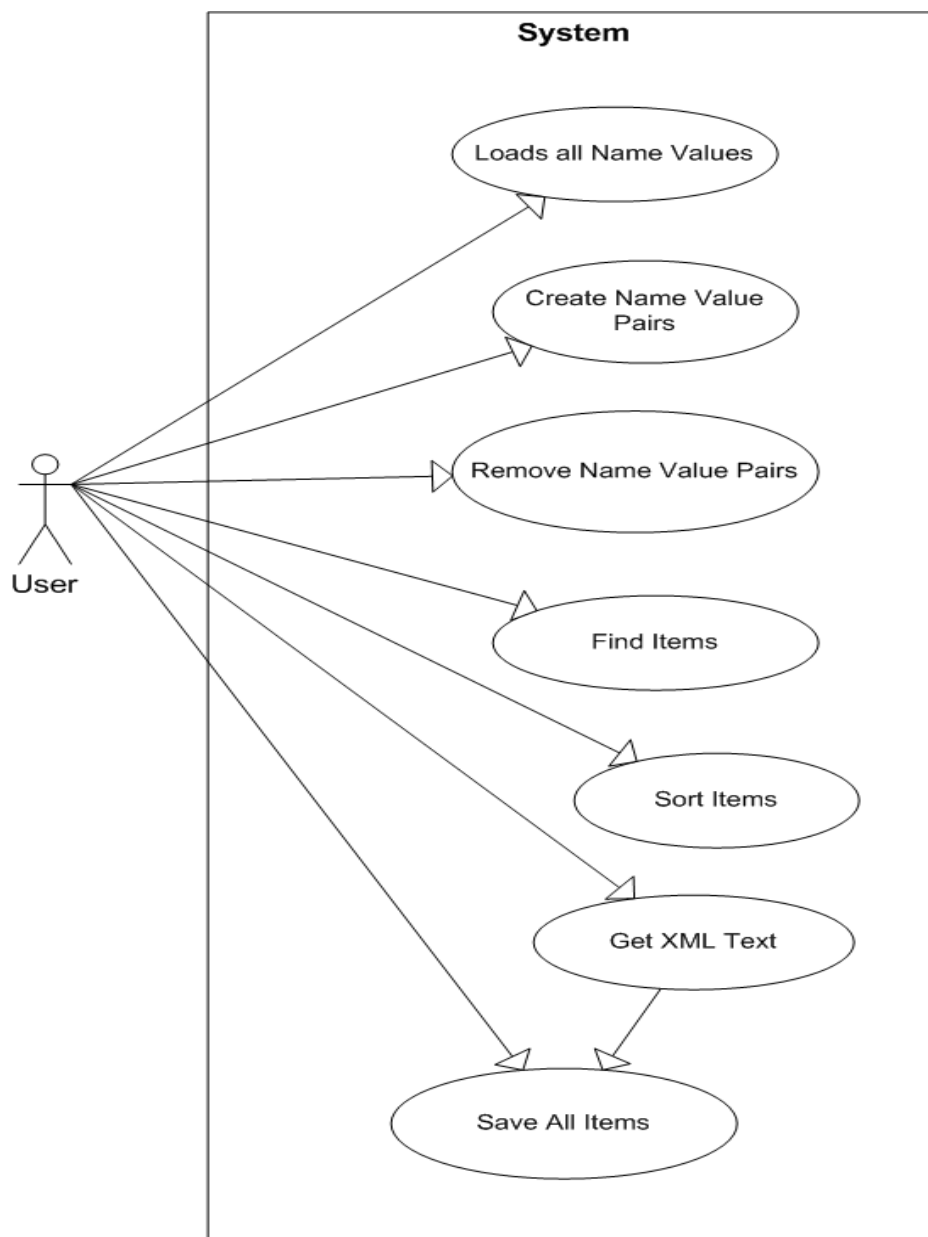 System
Loads all Name Values
Create Name Value
Pairs
Remove Name Value Pairs
User
Find Items
Sort Items
Get XML Text
Save All Items